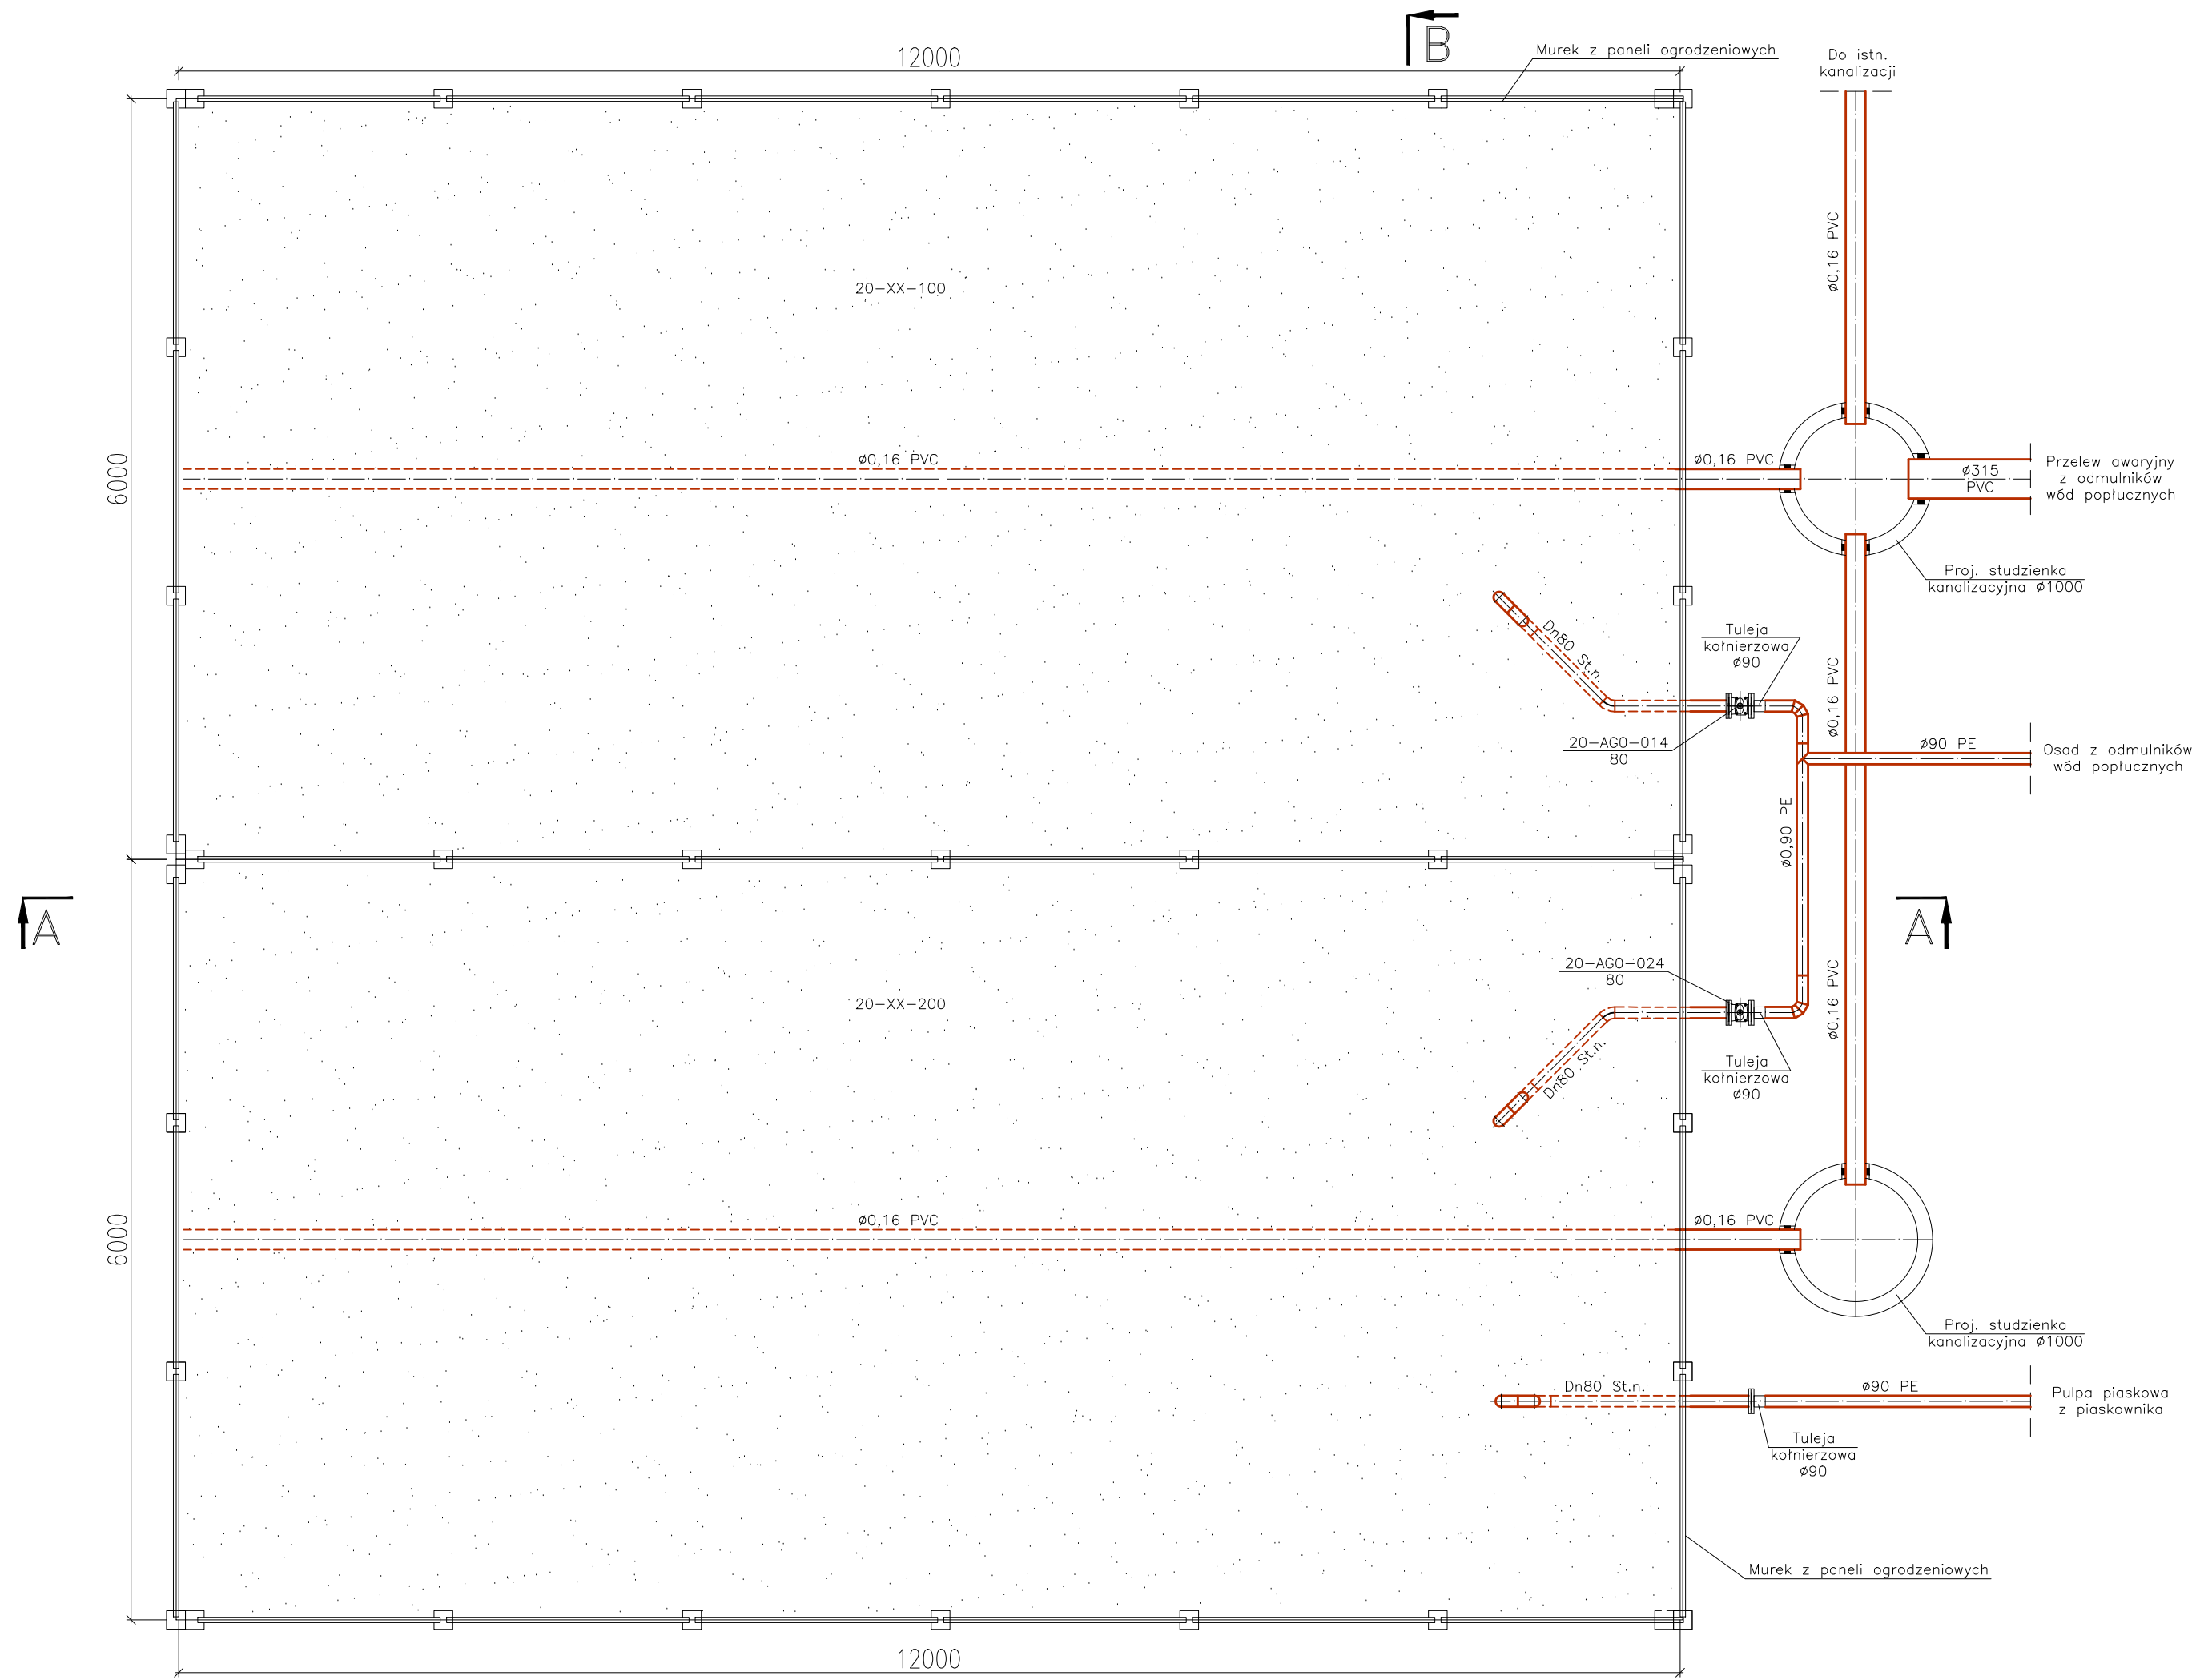 B
12000
Murek z paneli ogrodzeniowych
Do istn.
kanalizacji
ø0,16 PVC
20-XX-100
6000
ø0,16 PVC
ø0,16 PVC
ø315
PVC
Przelew awaryjny
z odmulników
wód popłucznych
Proj. studzienka
kanalizacyjna ø1000
Dn80 St.n.
Tuleja
kołnierzowa
ø90
ø0,16 PVC
20-AGO-014
80
ø90 PE
Osad z odmulników
wód popłucznych
ø0,90 PE
A
A
20-AGO-024
80
ø0,16 PVC
20-XX-200
Dn80 St.n.
Tuleja
kołnierzowa
ø90
6000
ø0,16 PVC
ø0,16 PVC
Proj. studzienka
kanalizacyjna ø1000
Dn80 St.n.
ø90 PE
Pulpa piaskowa
z piaskownika
Tuleja
kołnierzowa
ø90
Murek z paneli ogrodzeniowych
12000